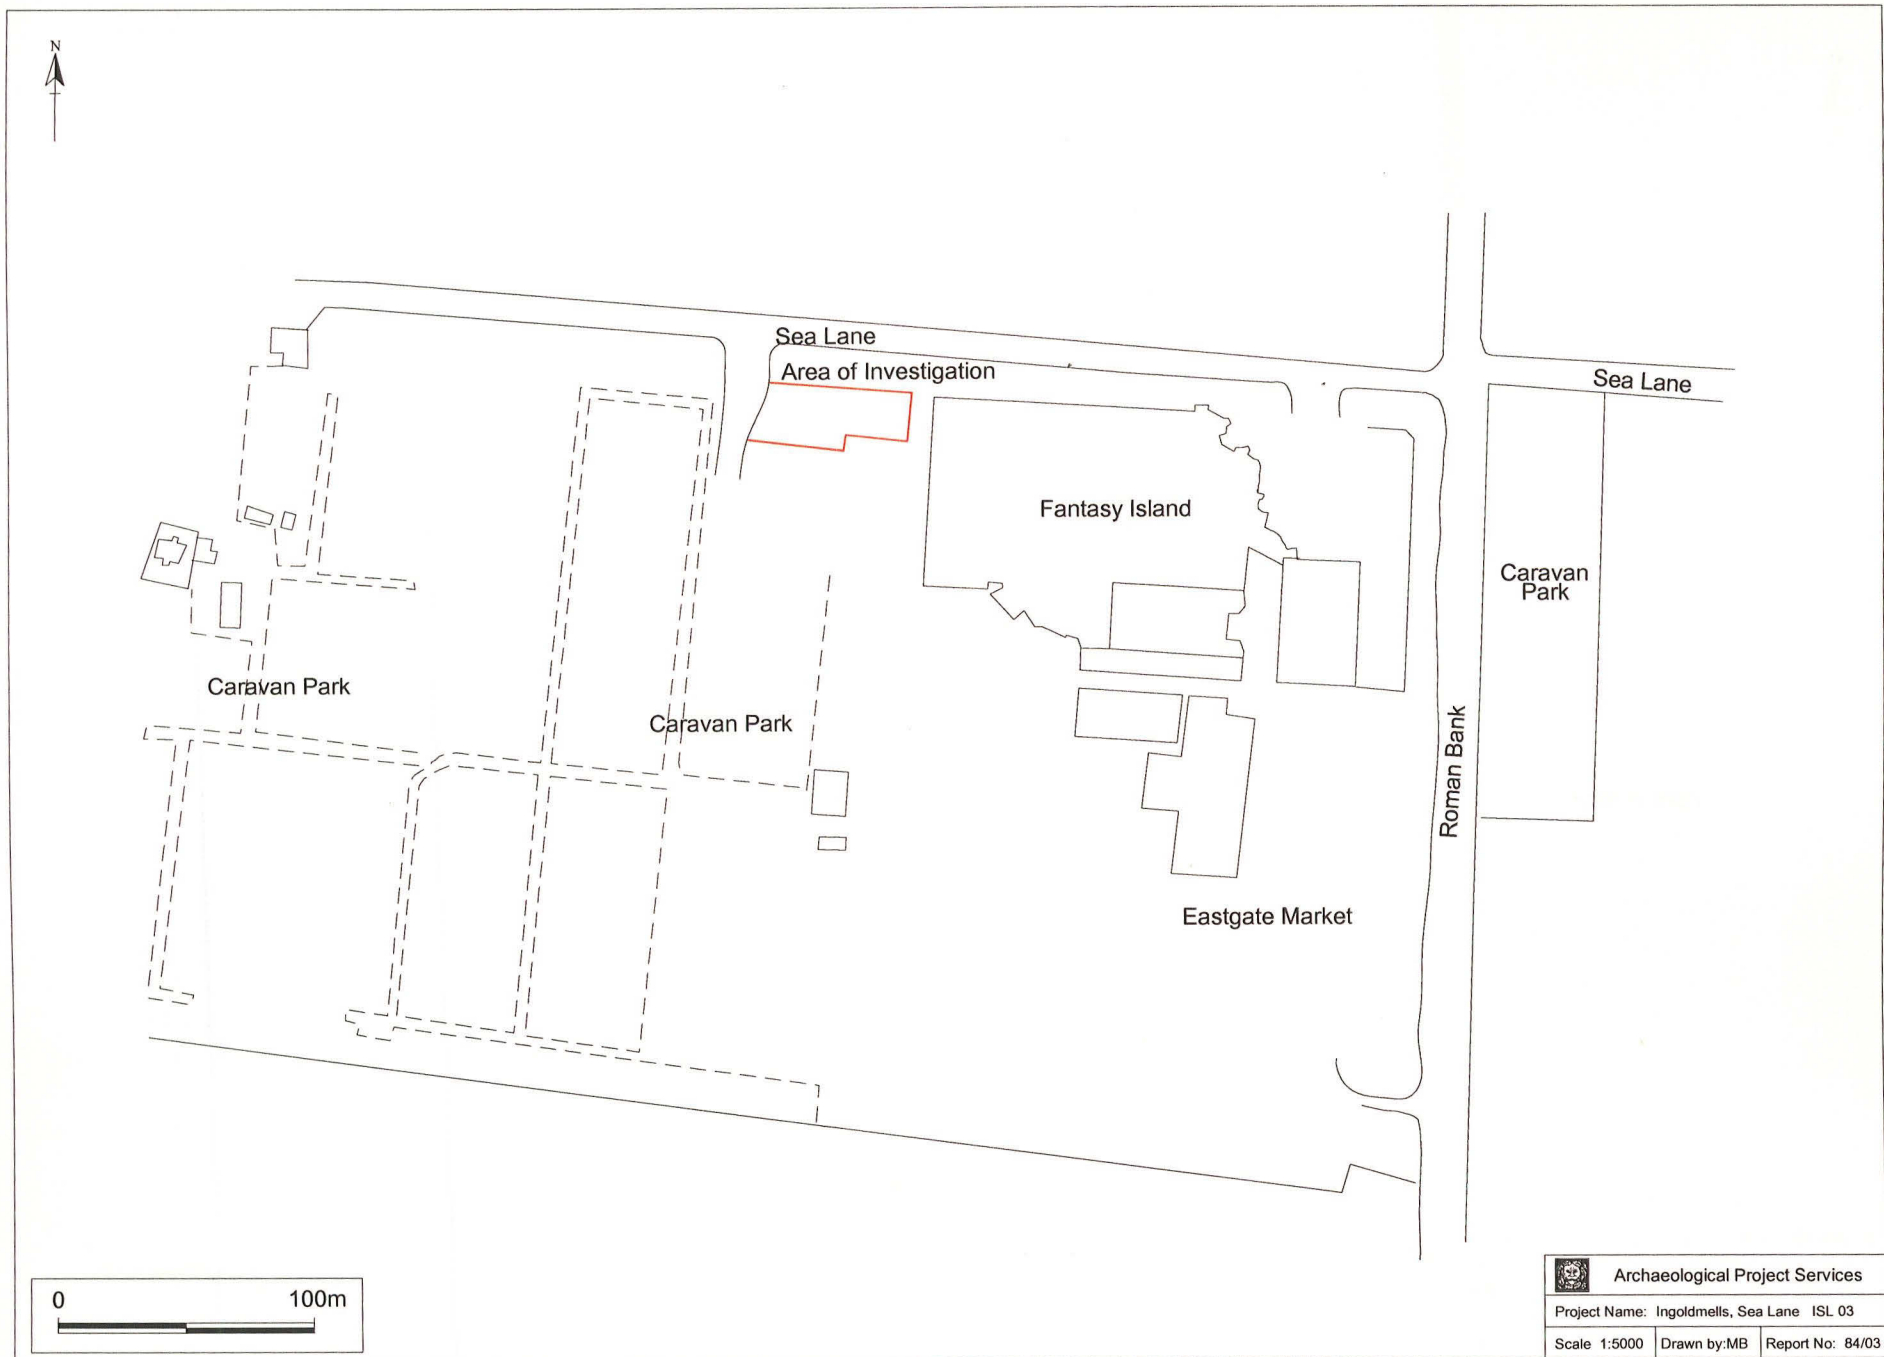 N
Sea Lane
Area of Investigation
Sea Lane
Fantasy Island
Caravan
Park
Caravan Park
Caravan Park
Roman Bank
Eastgate Market
0 100m
Archaeological Project Services
Project Name: Ingoldmells, Sea Lane ISL 03
Scale 1:5000 Drawn by:MB Report No: 84/03